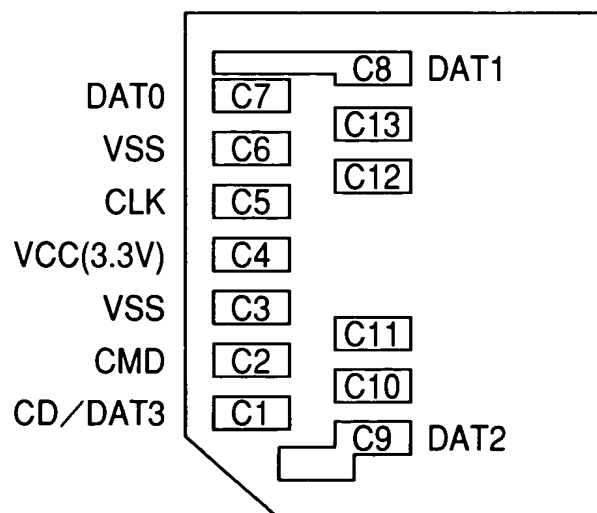 C8 DAT1
DAT0 C7
C13
VSS C6
C12
CLK C5
VCC(3.3V) C4
VSS C3
C11
CMD C2
C10
CD/DAT3 C1
C9 DAT2